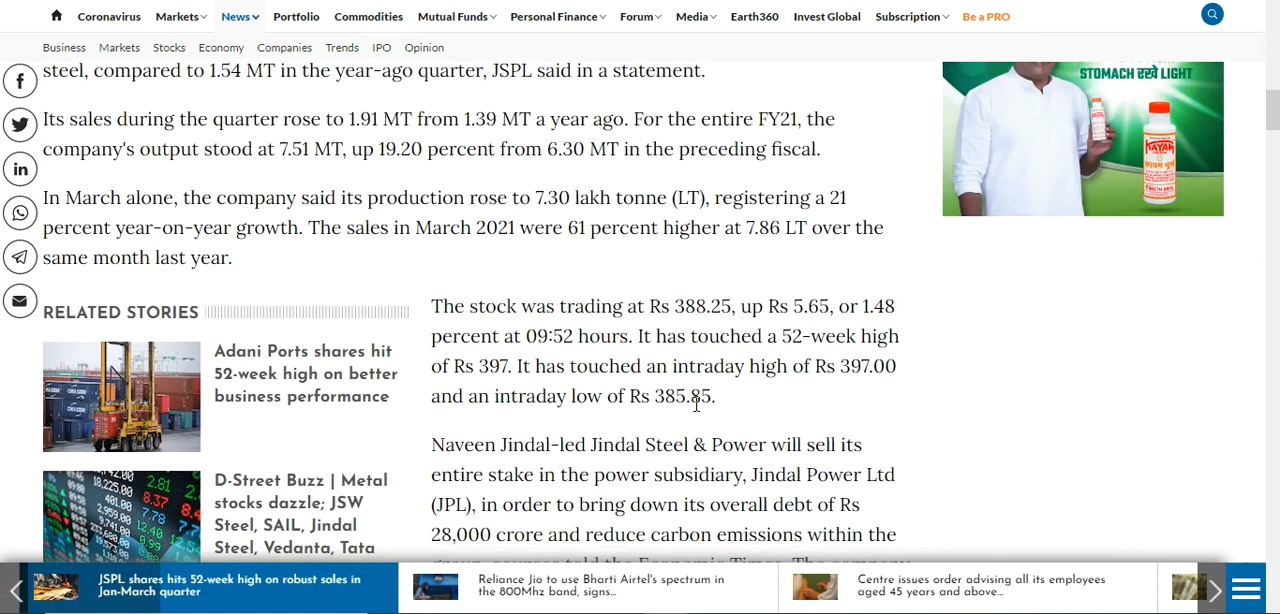 Coronavirus Markets News Portfolio Commodities Mutual Funds Personal Finance Forum Media Earth360 Invest Global Subscription Be a PRO
Business Markets Stocks Economy Companies Trends IPO Opinion
steel, compared to 1.54 MT in the year-ago quarter, JSPL said in a statement.
Its sales during the quarter rose to 1.91 MT from 1.39 MT a year ago. For the entire FY21, the
company's output stood at 7.51 MT, up 19.20 percent from 6.30 MT in the preceding fiscal.
In March alone, the company said its production rose to 7.30 lakh tonne (LT), registering a 21
percent year-on-year growth. The sales in March 2021 were 61 percent higher at 7.86 LT over the
same month last year.
RELATED STORIES
Adani Ports shares hit
52-week high on better
business performance
D-Street Buzz | Metal
stocks dazzle; JSW
Steel, SAIL, Jindal
Steel, Vedanta, Tata
The stock was trading at Rs 388.25, up Rs 5.65, or 1.48
percent at 09:52 hours. It has touched a 52-week high
of Rs 397. It has touched an intraday high of Rs 397.00
and an intraday low of Rs 385.85.
Naveen Jindal-led Jindal Steel & Power will sell its
entire stake in the power subsidiary, Jindal Power Ltd
(JPL), in order to bring down its overall debt of Rs
28,000 crore and reduce carbon emissions within the
STOMACH रखे LIGHT
KAYAM
JSPL shares hits 52-week high on robust sales in
Jan-March quarter
Reliance Jio to use Bharti Airtel's spectrum in
the 800Mhz band, signs...
Centre issues order advising all its employees
aged 45 years and above...